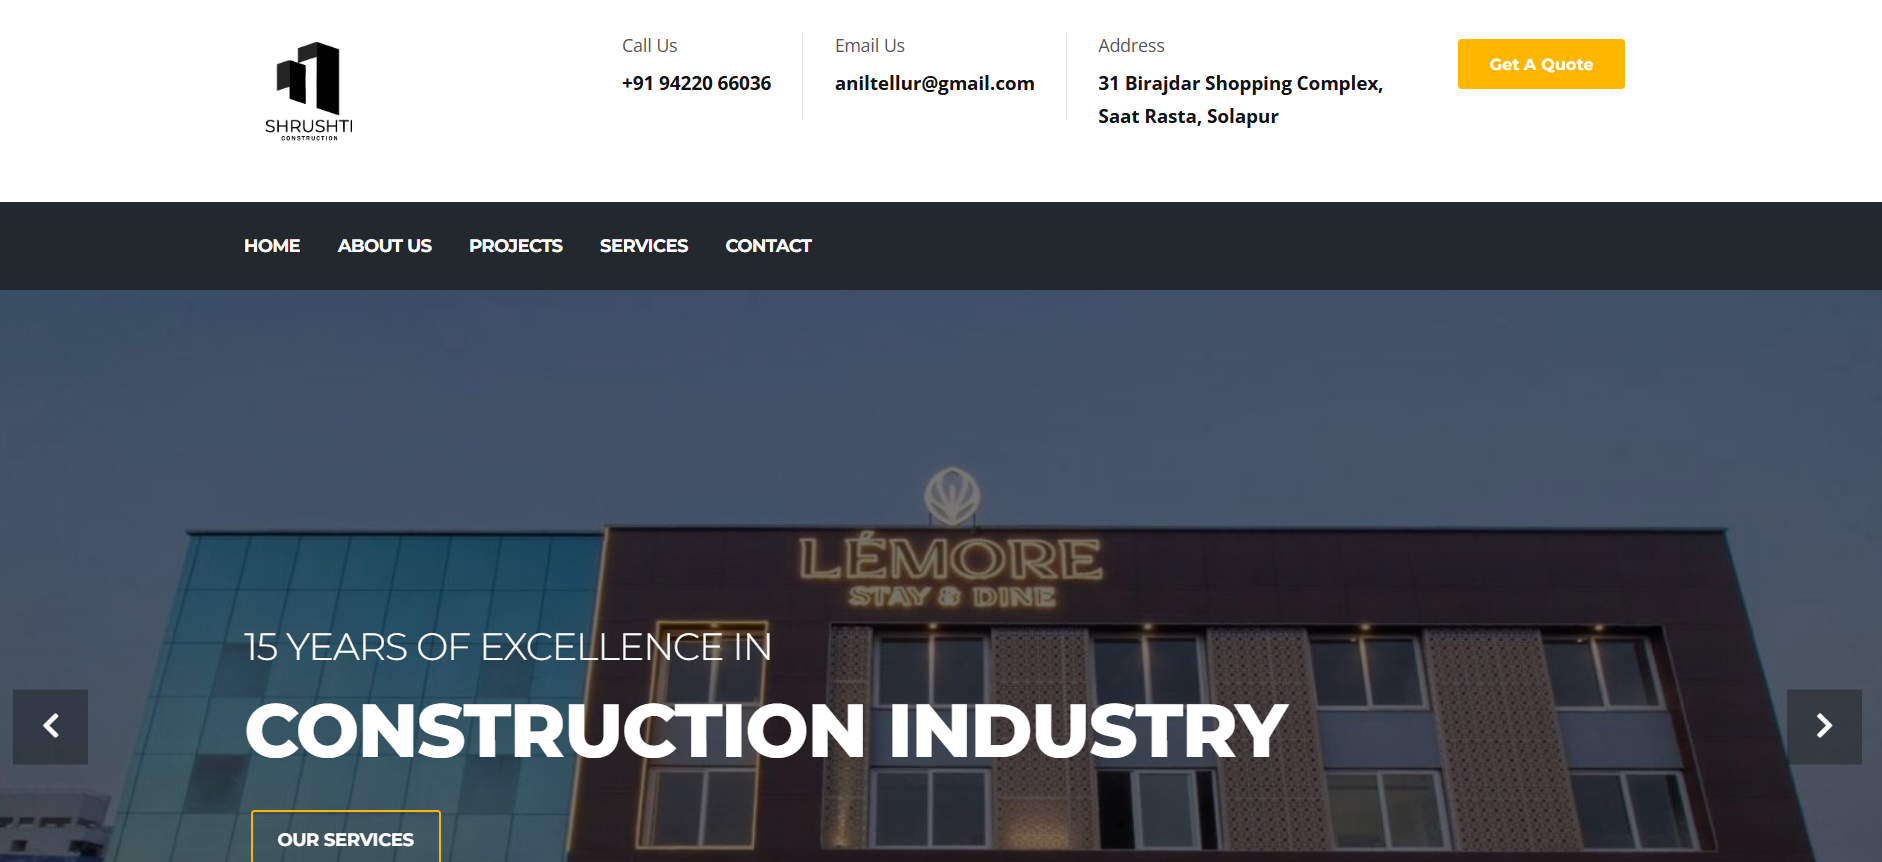 SHRUSHTI
CONSTRUCTION
Call Us
+91 94220 66036
Email Us
aniltellur@gmail.com
Address
31 Birajdar Shopping Complex,
Saat Rasta, Solapur
Get A Quote
HOME ABOUT US PROJECTS SERVICES CONTACT
LÉMORE
STAY & DINE
15 YEARS OF EXCELLENCE IN
CONSTRUCTION INDUSTRY
OUR SERVICES